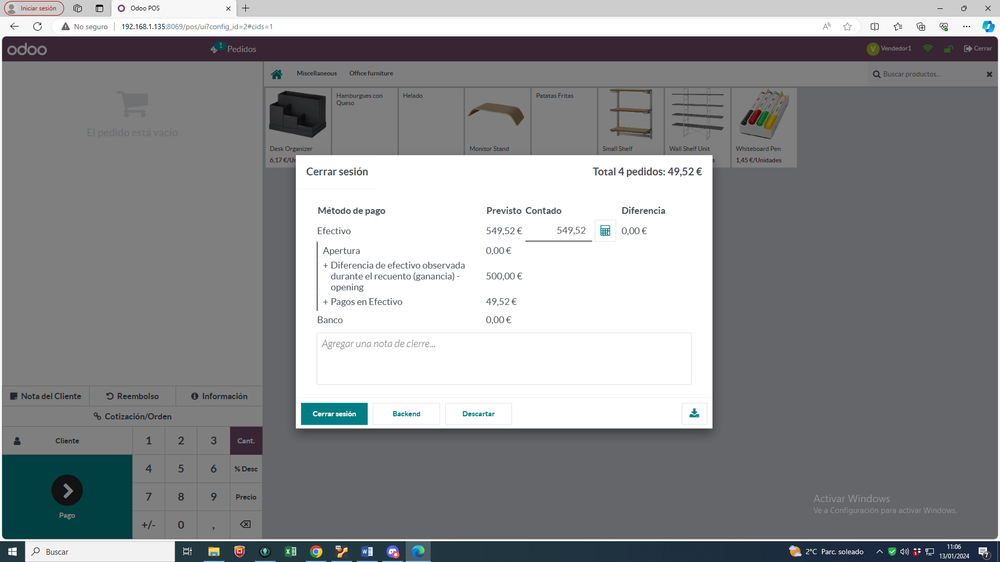 Iniciar sesión
Odoo POS
No seguro
192.168.1.135:8069/pos/ui?config_id=2#cids=1
odoo
1
Pedidos
V
Vendedor1
Cerrar
El pedido está vacío
Miscellaneous
Office furniture
Buscar productos...
Desk Organizer
6,17 €/Un
Hamburgues con
Queso
Helado
Monitor Stand
Patatas Fritas
Small Shelf
Wall Shelf Unit
s
Whiteboard Pen
1,45 €/Unidades
Cerrar sesión
Total 4 pedidos: 49,52 €
Método de pago
Previsto
Contado
Diferencia
Efectivo
549,52 €
549,52
0,00 €
Apertura
0,00 €
+ Diferencia de efectivo observada
durante el recuento (ganancia) -
opening
500,00 €
+ Pagos en Efectivo
49,52 €
Banco
0,00 €
Agregar una nota de cierre...
Cerrar sesión
Backend
Descartar
Nota del Cliente
Reembolso
Información
Cotización/Orden
Cliente
1
2
3
Cant.
4
5
6
% Desc
7
8
9
Precio
+/-
0
,
Pago
Activar Windows
Ve a Configuración para activar Windows.
Buscar
2°C Parc. soleado
11:06
13/01/2024
7